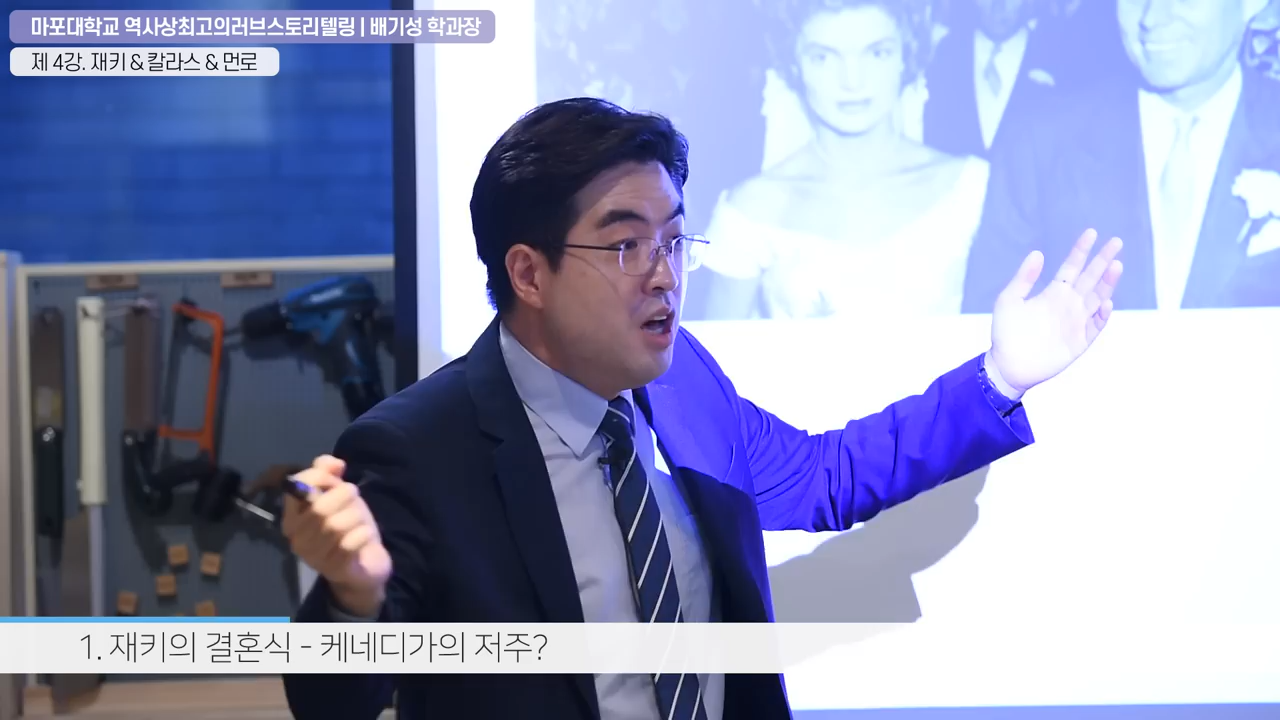 마포대학교 역사상최고의러브스토리텔링 | 배기성 학과장
제 4강. 재키 & 칼라스 & 먼로
1. 재키의 결혼식 - 케네디가의 저주?